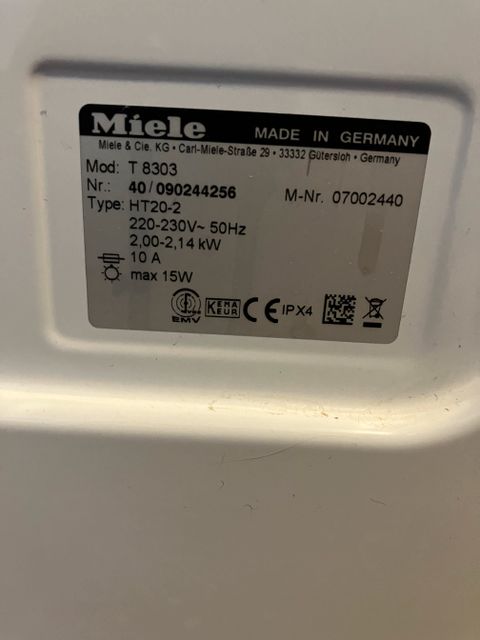 Miele MADE IN GERMANY
Miele & Cie. KG • Carl-Miele-Straße 29 • 33332 Gütersloh • Germany
Mod: T 8303
Nr.: 40/090244256 M-Nr. 07002440
Type: HT20-2
220-230V~ 50Hz
2,00-2,14 kW
10 A
max 15W
EMV KEMA KEUR CE IPX4